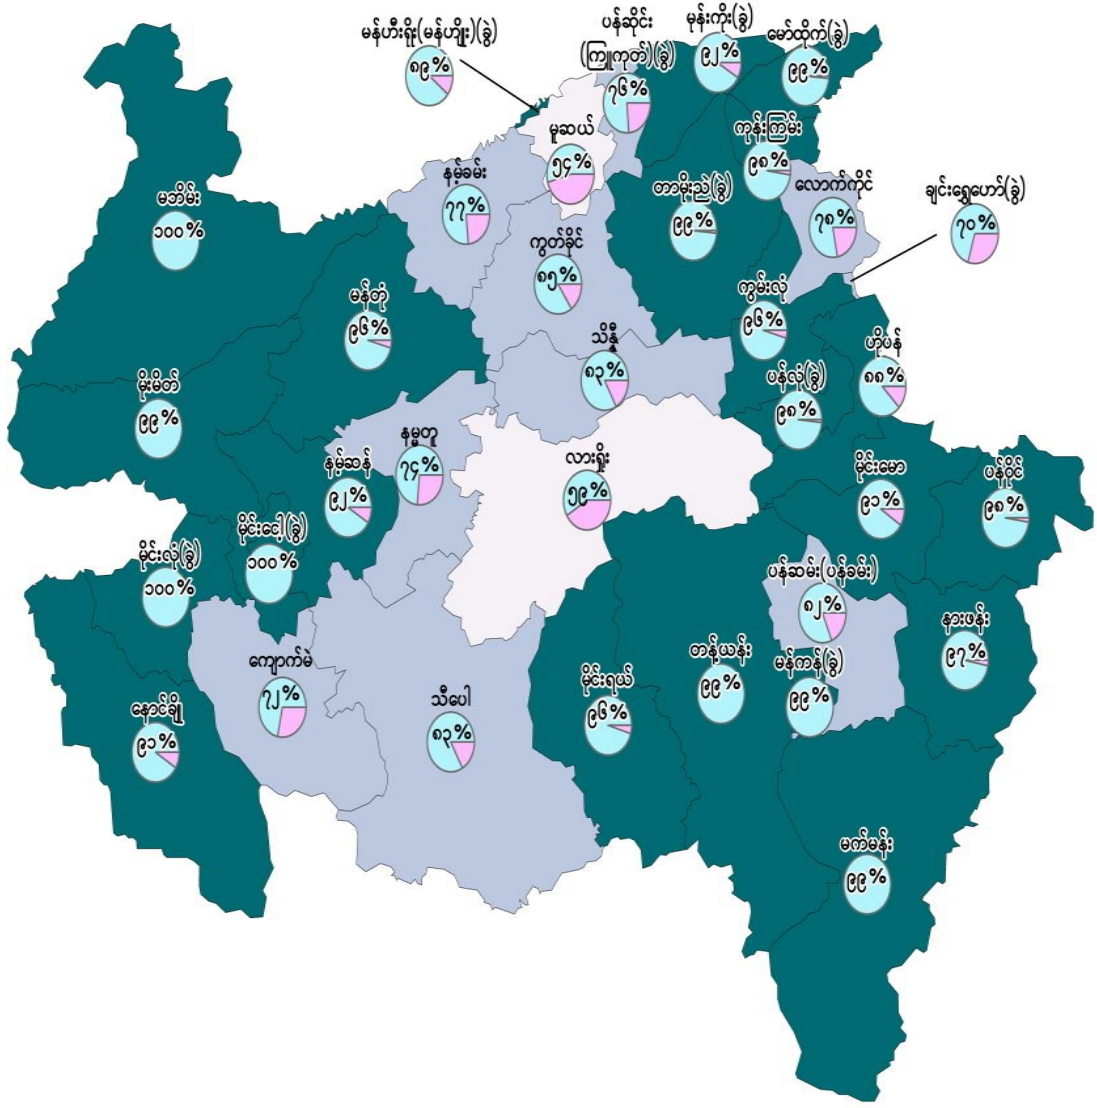 မန်ဟီးရိုး(မန်ဟျိုး)(ခွဲ)
၈၉%
ပန်ဆိုင်း
(ကြူကုတ်)(ခွဲ)
၇၆%
မုန်းကိုး(ခွဲ)
၉၂%
မော်ထိုက်(ခွဲ)
၉၉%
မူဆယ်
၅၄%
ကုန်းကြမ်း
၉၈%
နမ့်ခမ်း
၇၇%
တာမိုးညဲ(ခွဲ)
၉၉%
လောက်ကိုင်
၇၈%
ချင်းရွှေဟော်(ခွဲ)
၇၀%
မဘိမ်း
၁၀၀%
ကွတ်ခိုင်
၈၅%
မန်တုံ
၉၆%
ကွမ်းလုံ
၉၆%
သိန္နီ
၈၃%
ဟိုပန်
၈၈%
မိုးမိတ်
၉၉%
ပန်လုံ(ခွဲ)
၉၈%
နမ္မတူ
၇၄%
နမ့်ဆန်
၉၂%
လားရှိုး
၅၉%
မိုင်းမော
၉၁%
ပန်ဝိုင်
၉၈%
မိုင်းငေါ့(ခွဲ)
၁၀၀%
မိုင်းလုံ(ခွဲ)
၁၀၀%
ပန်ဆမ်း(ပန်ခမ်း)
၈၂%
နားဖန်း
၉၇%
ကျောက်မဲ
၇၂%
သီပေါ
၈၃%
မိုင်းရယ်
၉၆%
တန့်ယန်း
၉၉%
မန်ကန်(ခွဲ)
၉၉%
နောင်ချို
၉၁%
မက်မန်း
၉၉%